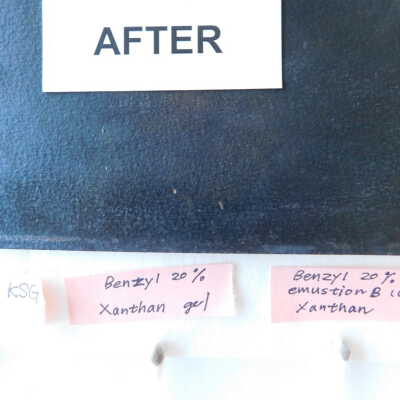 AFTER
KSG
Benzyl 20%
Xanthan gel
Benzyl 20%
emustion B
Xanthan